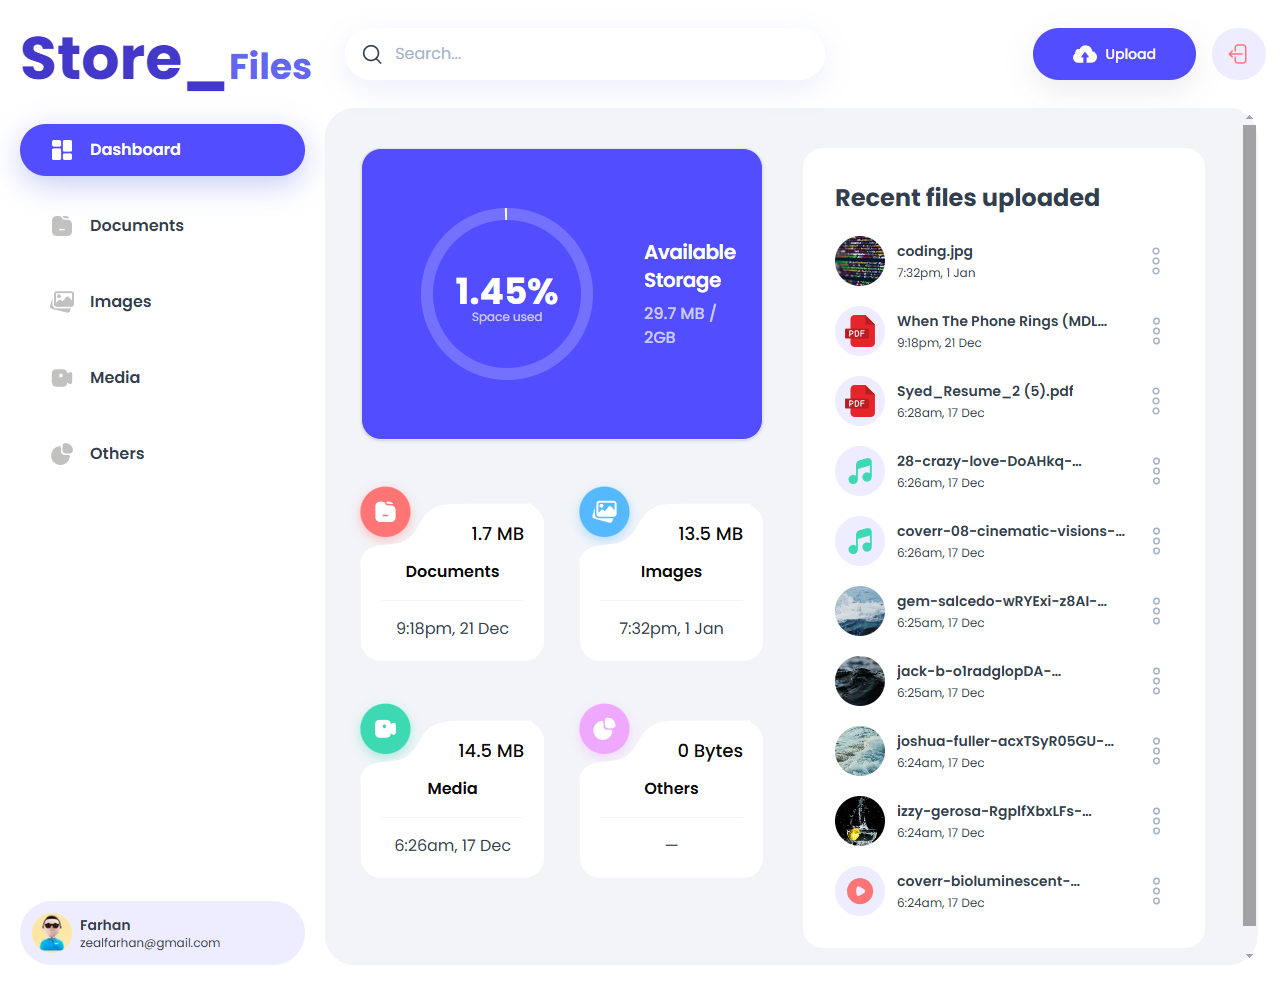 Store_Files
Search...
Upload
Dashboard
Documents
Images
Media
Others
Farhan
zealfarhan@gmail.com
1.45%
Space used
Available
Storage
29.7 MB /
2GB
1.7 MB
Documents
9:18pm, 21 Dec
13.5 MB
Images
7:32pm, 1 Jan
14.5 MB
Media
6:26am, 17 Dec
0 Bytes
Others
—
Recent files uploaded
coding.jpg
7:32pm, 1 Jan
PDF
When The Phone Rings (MDL...
9:18pm, 21 Dec
PDF
Syed_Resume_2 (5).pdf
6:28am, 17 Dec
28-crazy-love-DoAHkq-...
6:26am, 17 Dec
coverr-08-cinematic-visions-...
6:26am, 17 Dec
gem-salcedo-wRYExi-z8AI-...
6:25am, 17 Dec
jack-b-o1radglopDA-...
6:25am, 17 Dec
joshua-fuller-acxTSyR05GU-...
6:24am, 17 Dec
izzy-gerosa-RgplfXbxLFs-...
6:24am, 17 Dec
coverr-bioluminescent-...
6:24am, 17 Dec